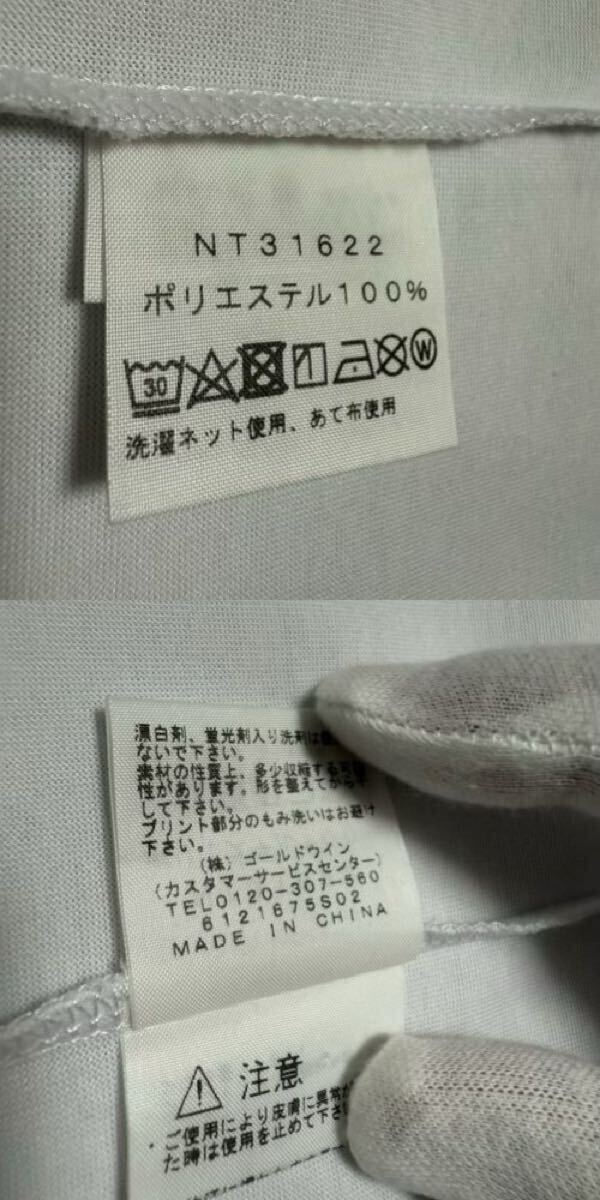 NT31622
ポリエステル100%
30
W
洗濯ネット使用、あて布使用
漂白剤、蛍光剤入り洗剤は
ないで下さい。
素材の性質上、多少収縮する可能
性があります。形を整えてから干
して下さい。
プリント部分のもみ洗いはお避け
下さい。
(株)ゴールドウイン
(カスタマーサービスセンター)
TEL0120-307-560
6121675S02
MADE IN CHINA
注意
・ご使用により皮膚に異常が
た時は使用を止めて下さい